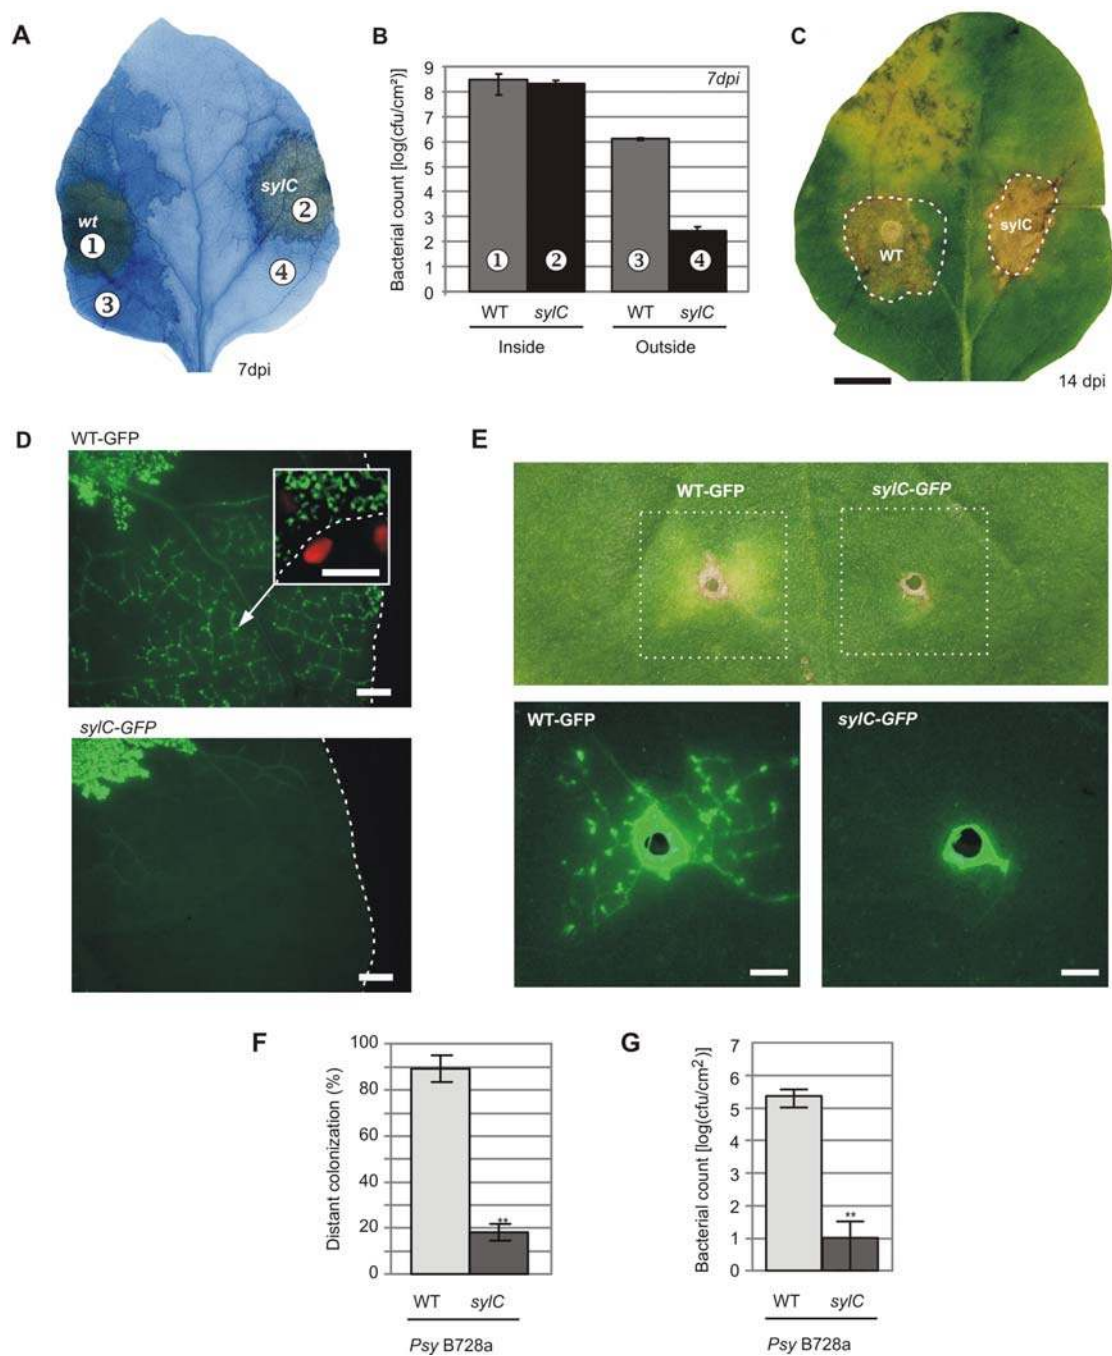 A
wt
1
3
sylC
2
4
7dpi
B
Bacterial count [log(cfu/cm²)]
9
8
7
6
5
4
3
2
1
0
7dpi
1
2
3
4
WT
sylC
WT
sylC
Inside
Outside
C
WT
sylC
14 dpi
D
WT-GFP
sylC-GFP
E
WT-GFP
sylC-GFP
WT-GFP
sylC-GFP
F
Distant colonization (%)
100
80
60
40
20
0
**
WT
sylC
Psy B728a
G
Bacterial count [log(cfu/cm²)]
7
6
5
4
3
2
1
0
**
WT
sylC
Psy B728a